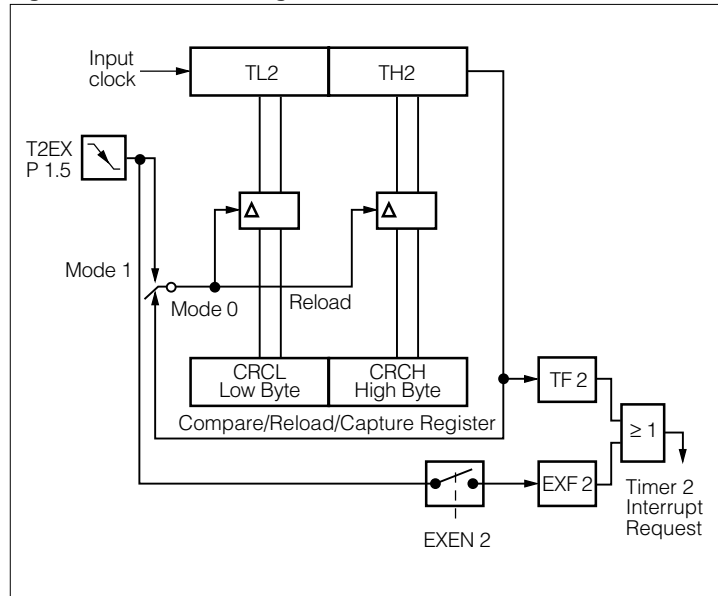 Input
clock
TL2
TH2
T2EX
P 1.5
Mode 1
Mode 0
Reload
CRCL
Low Byte
CRCH
High Byte
Compare/Reload/Capture Register
TF 2
≥ 1
EXF 2
EXEN 2
Timer 2
Interrupt
Request